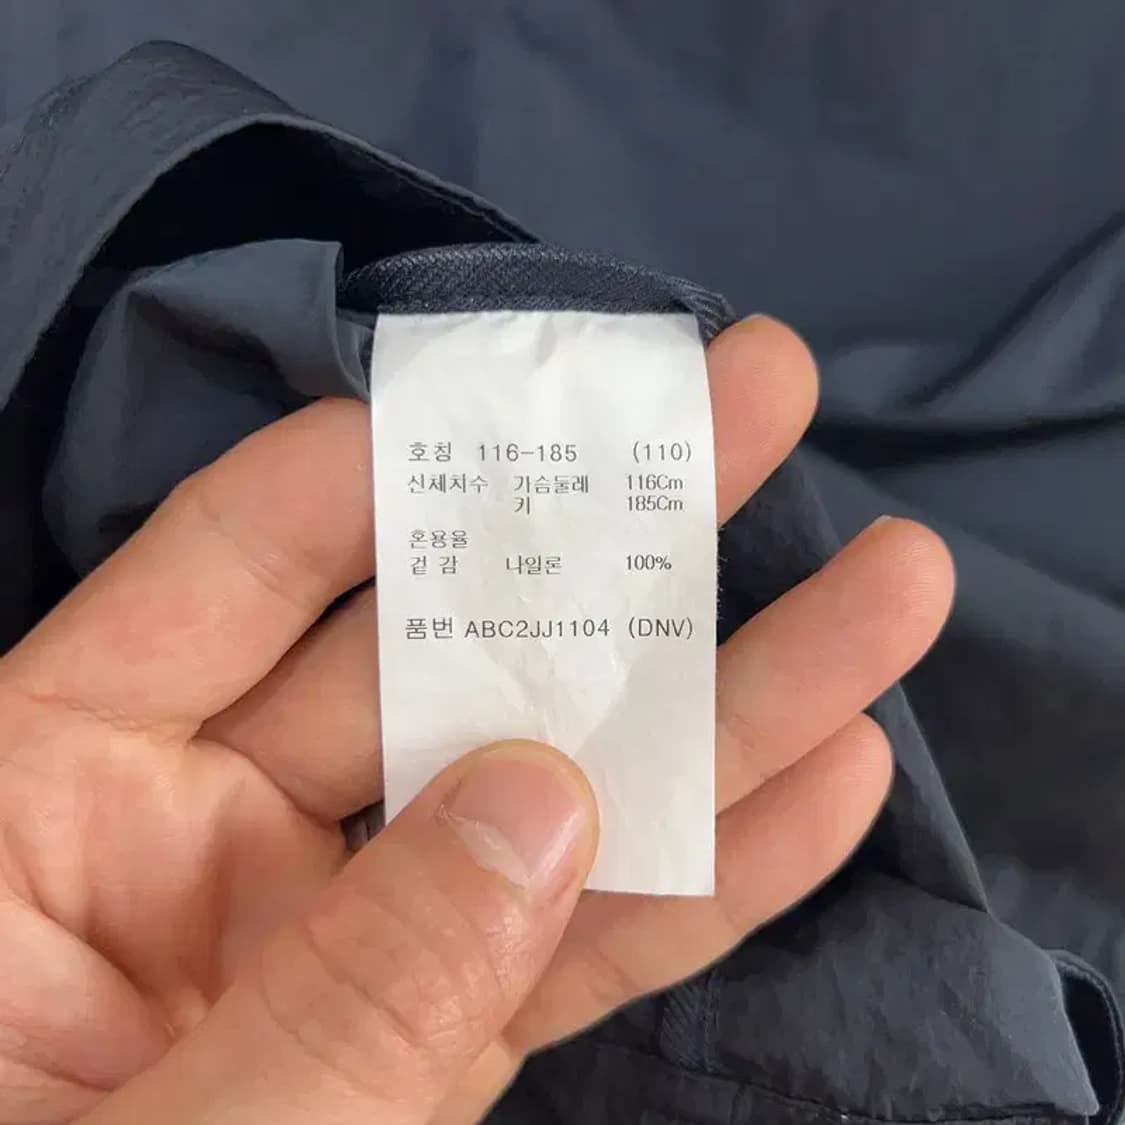 호칭 116-185 (110)
신체치수 가슴둘레 116Cm
키 185Cm
혼용율
겉 감 나일론 100%
품번 ABC2JJ1104 (DNV)